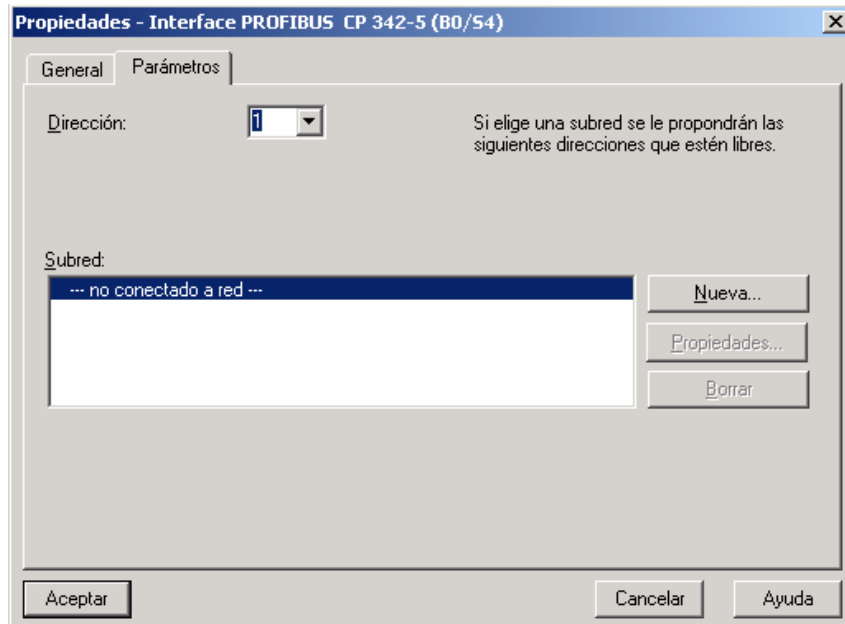 Propiedades - Interface PROFIBUS CP 342-5 (B0/S4)
General
Parámetros
Dirección:
1
Si elige una subred se le propondrán las
siguientes direcciones que estén libres.
Subred:
--- no conectado a red ---
Nueva...
Propiedades...
Borrar
Aceptar
Cancelar
Ayuda